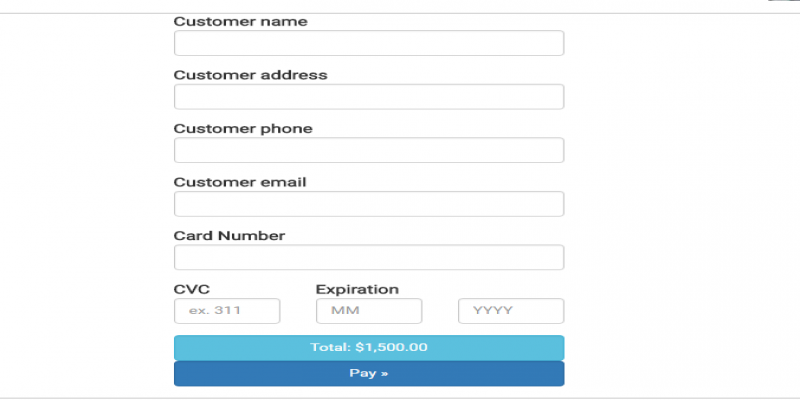 Customer name
Customer address
Customer phone
Customer email
Card Number
CVC Expiration
ex. 311 MM YYYY
Total: $1,500.00
Pay »